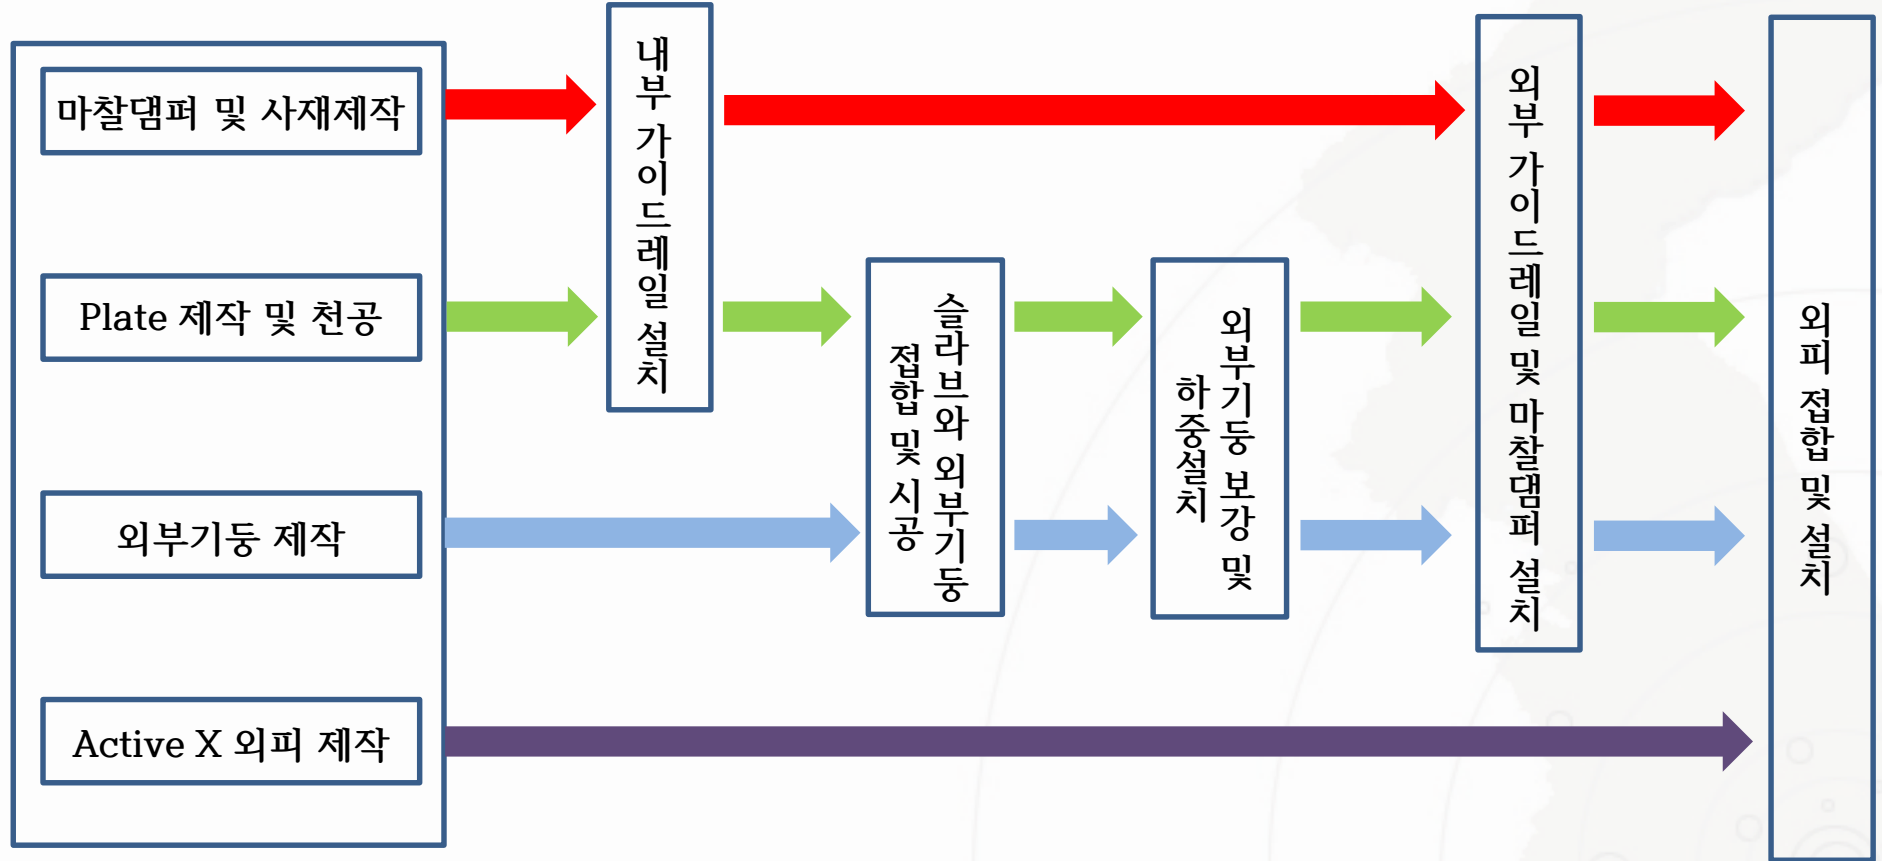 마찰댐퍼 및 사재제작
Plate 제작 및 천공
외부기둥 제작
Active X 외피 제작
내부 가이드레일 설치
슬라브와 외부기둥
접합 및 시공
외부기둥 보강 및
하중설치
외부 가이드레일 및 마찰댐퍼 설치
외피 접합 및 설치